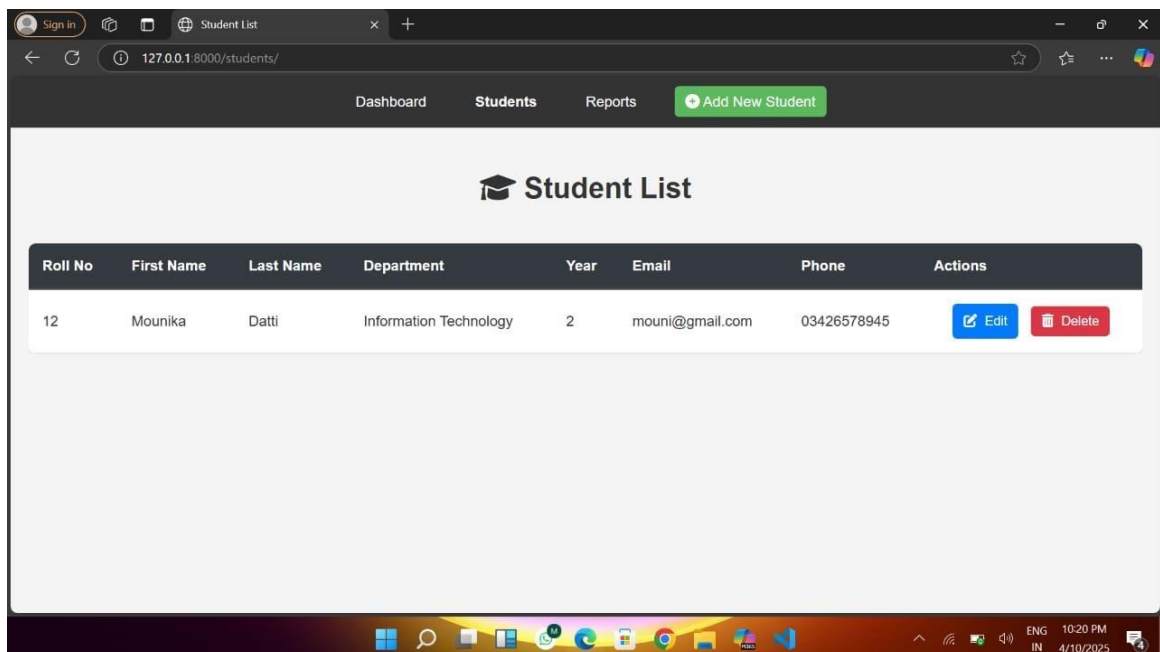 Sign in Student List
127.0.0.1:8000/students/
Dashboard Students Reports Add New Student
Student List
Roll No First Name Last Name Department Year Email Phone Actions
12 Mounika Datti Information Technology 2 mouni@gmail.com 03426578945 Edit Delete
ENG 10:20 PM
IN 4/10/2025
M
4